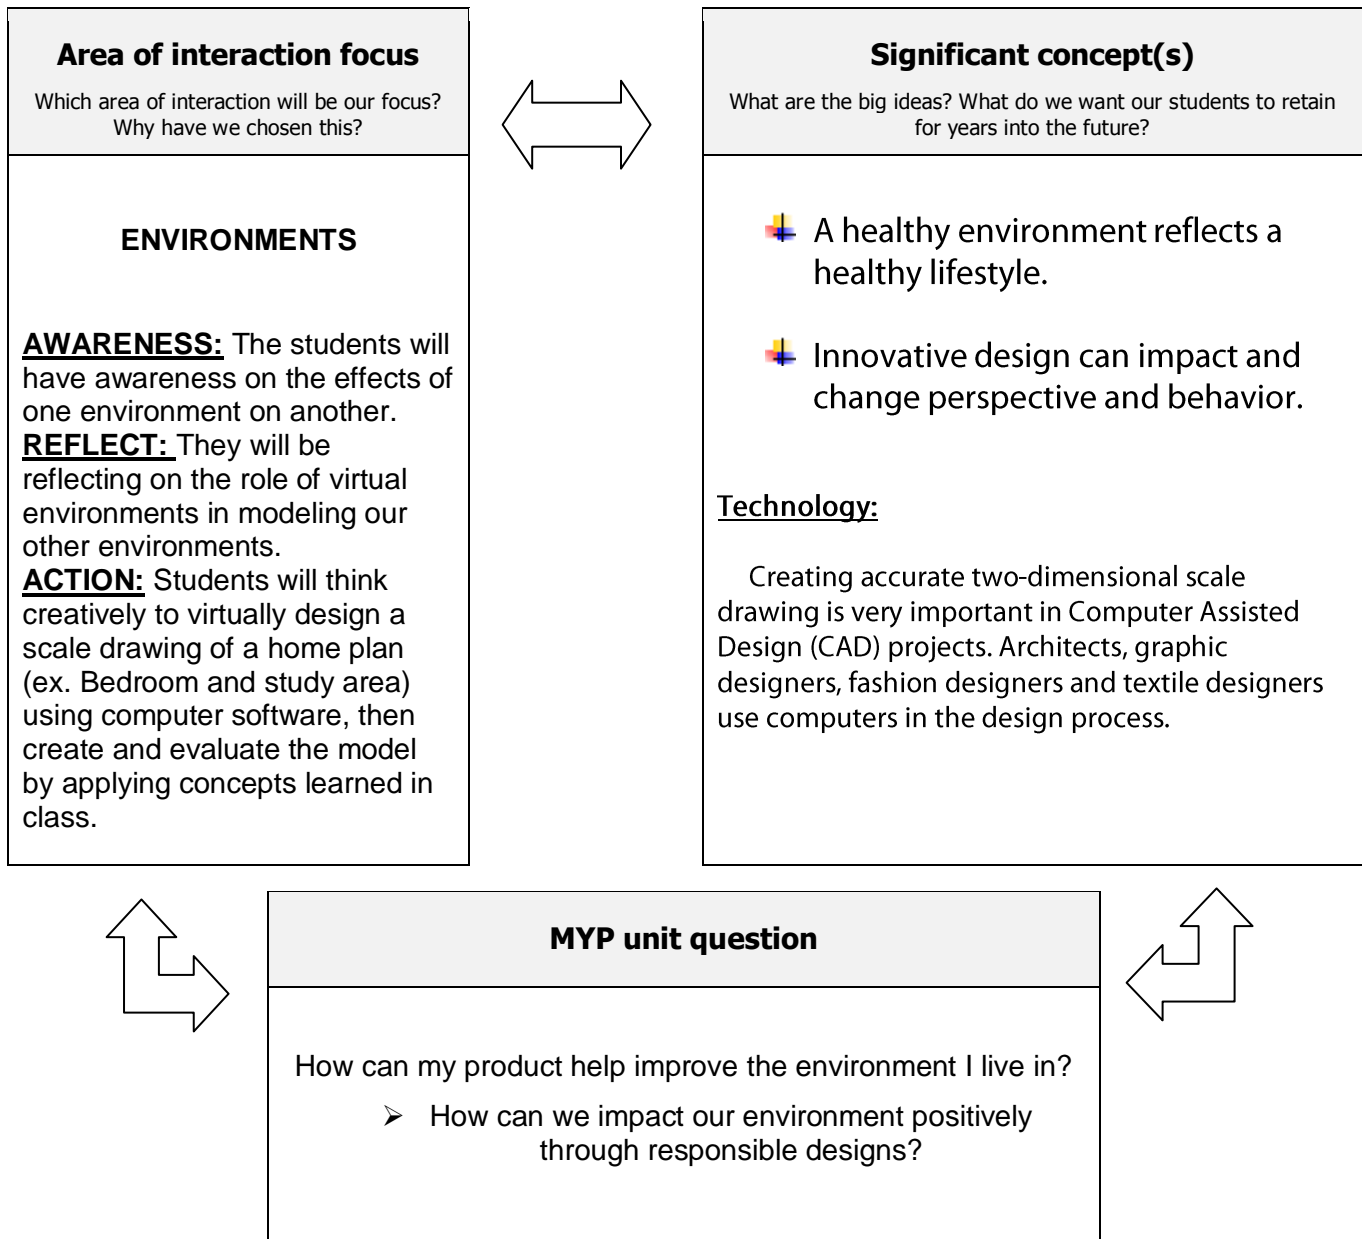 Area of interaction focus
Which area of interaction will be our focus?
Why have we chosen this?
ENVIRONMENTS
AWARENESS: The students will
have awareness on the effects of
one environment on another.
REFLECT: They will be
reflecting on the role of virtual
environments in modeling our
other environments.
ACTION: Students will think
creatively to virtually design a
scale drawing of a home plan
(ex. Bedroom and study area)
using computer software, then
create and evaluate the model
by applying concepts learned in
class.
Significant concept(s)
What are the big ideas? What do we want our students to retain
for years into the future?
A healthy environment reflects a
healthy lifestyle.
Innovative design can impact and
change perspective and behavior.
Technology:
Creating accurate two-dimensional scale
drawing is very important in Computer Assisted
Design (CAD) projects. Architects, graphic
designers, fashion designers and textile designers
use computers in the design process.
MYP unit question
How can my product help improve the environment I live in?
➢ How can we impact our environment positively
through responsible designs?